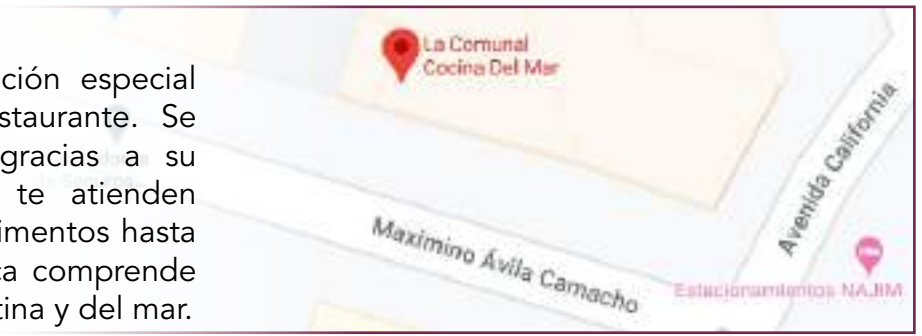 ción especial
staurante. Se
gracias a su
te atienden
imentos hasta
ca comprende
tina y del mar.
La Comunal
Cocina Del Mar
Avenida California
Maximino Ávila Camacho
Estacionamientos NAJIM